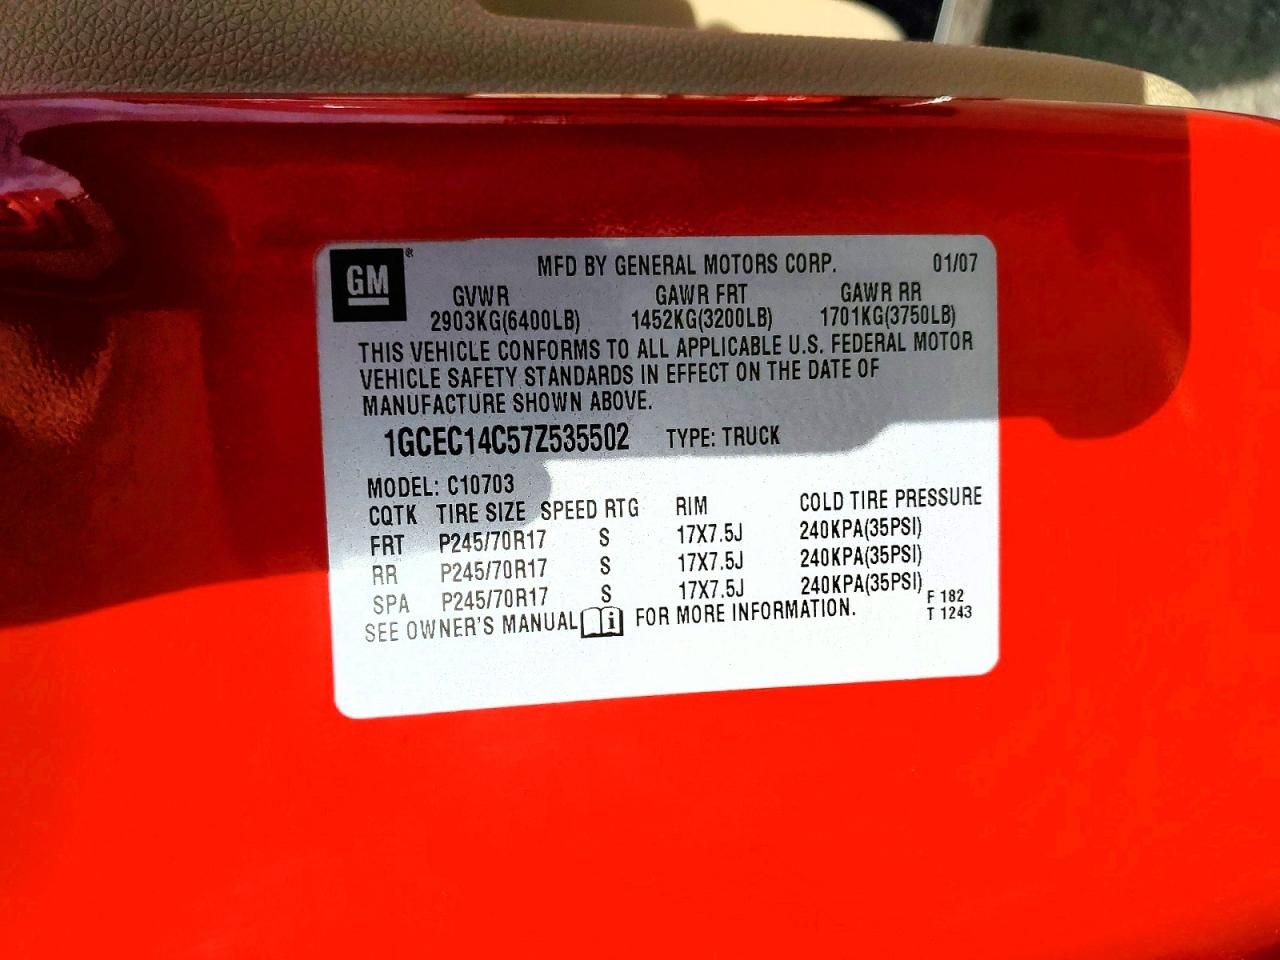 GM®
MFD BY GENERAL MOTORS CORP. 01/07
GVWR GAWR FRT GAWR RR
2903KG(6400LB) 1452KG(3200LB) 1701KG(3750LB)
THIS VEHICLE CONFORMS TO ALL APPLICABLE U.S. FEDERAL MOTOR
VEHICLE SAFETY STANDARDS IN EFFECT ON THE DATE OF
MANUFACTURE SHOWN ABOVE.
1GCEC14C57Z535502 TYPE: TRUCK
MODEL: C10703
CQTK TIRE SIZE SPEED RTG RIM COLD TIRE PRESSURE
FRT P245/70R17 S 17X7.5J 240KPA(35PSI)
RR P245/70R17 S 17X7.5J 240KPA(35PSI)
SPA P245/70R17 S 17X7.5J 240KPA(35PSI)
SEE OWNER'S MANUAL i FOR MORE INFORMATION.
F 182
T 1243